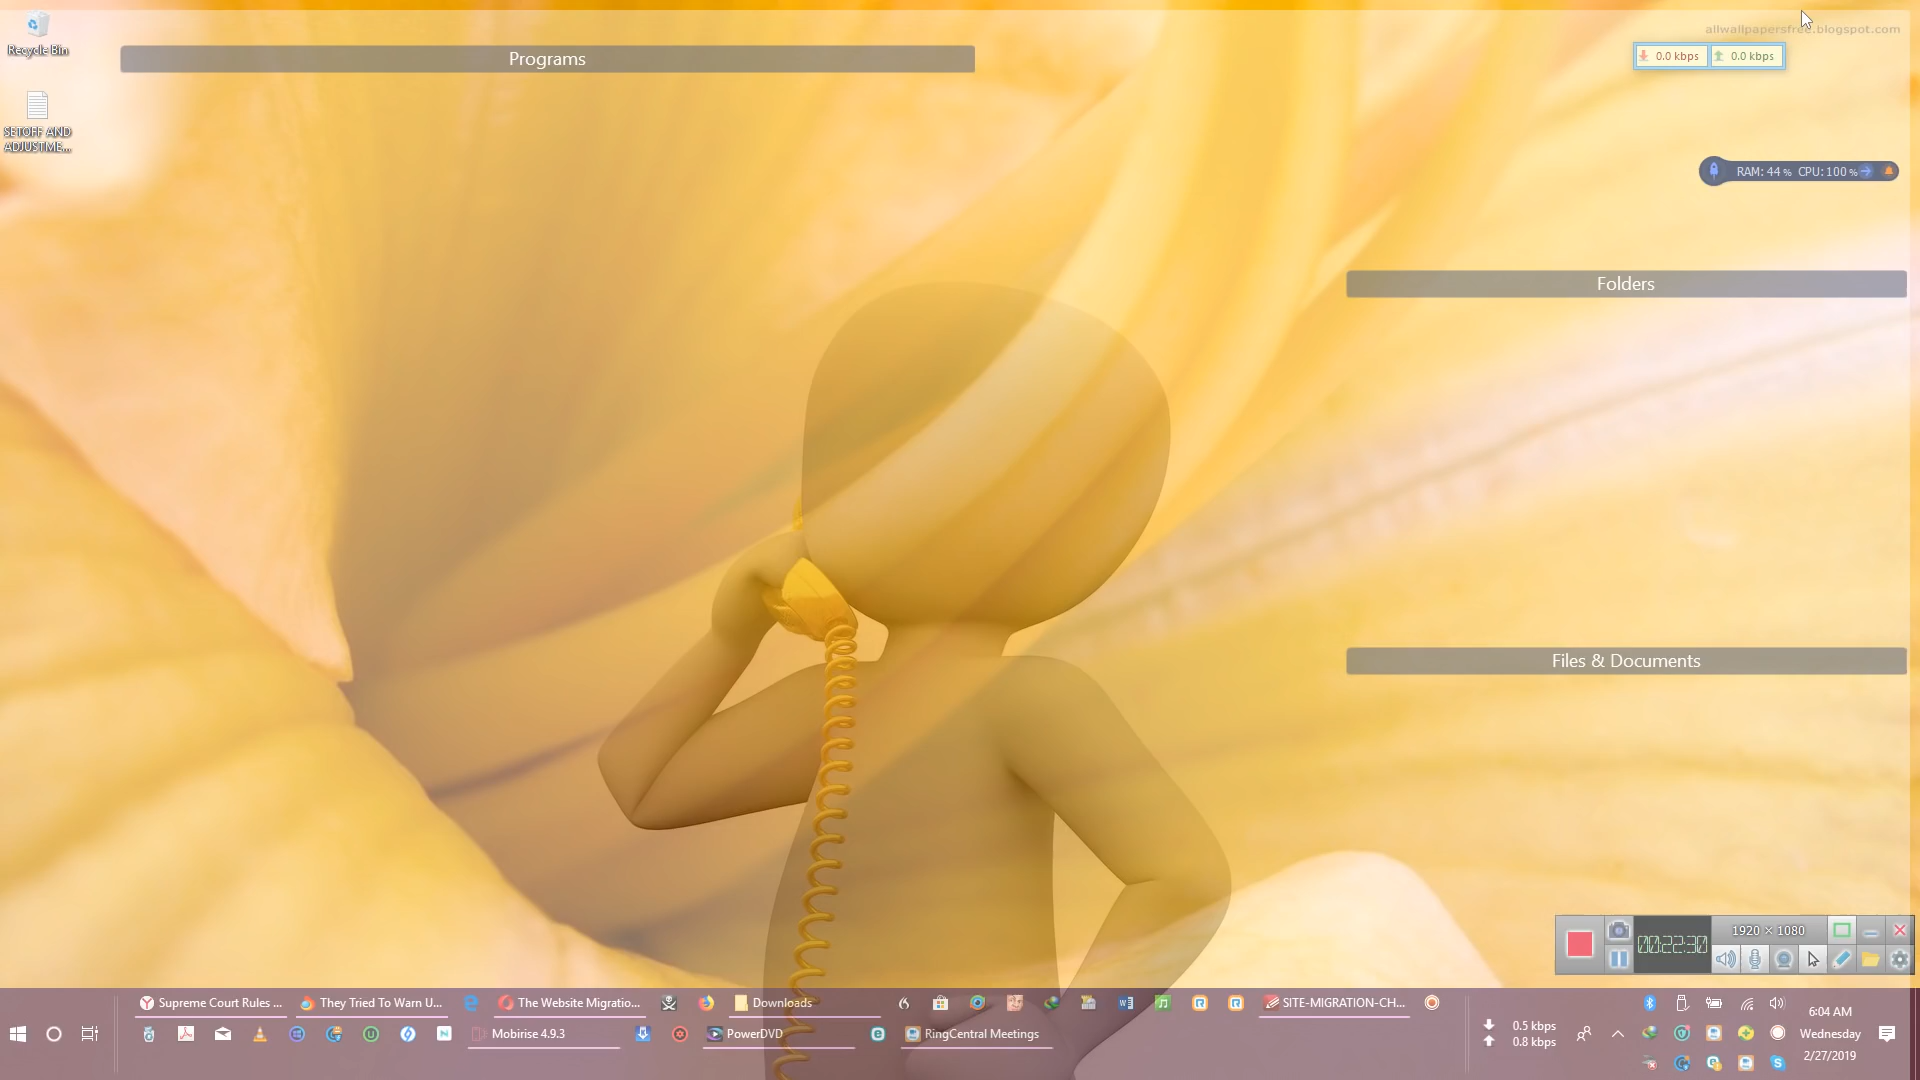 allwallpapersfree.blogspot.com
Recycle Bin
Programs
0.0 kbps
0.0 kbps
SETOFF AND
ADJUSTME...
RAM: 44 % CPU: 100 %
Folders
Files & Documents
1920 × 1080
00:22:30
Supreme Court Rules ...
They Tried To Warn U...
The Website Migratio...
Downloads
SITE-MIGRATION-CH...
Mobirise 4.9.3
PowerDVD
RingCentral Meetings
0.5 kbps
0.8 kbps
6:04 AM
Wednesday
2/27/2019